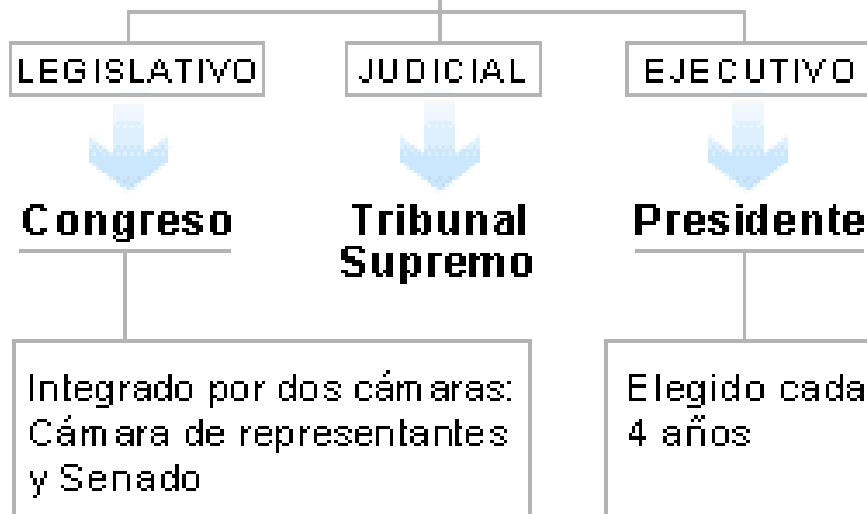 LEGISLATIVO
JUDICIAL
EJECUTIVO
Congreso
Tribunal
Supremo
Presidente
Integrado por dos cámaras:
Cámara de representantes
y Senado
Elegido cada
4 años